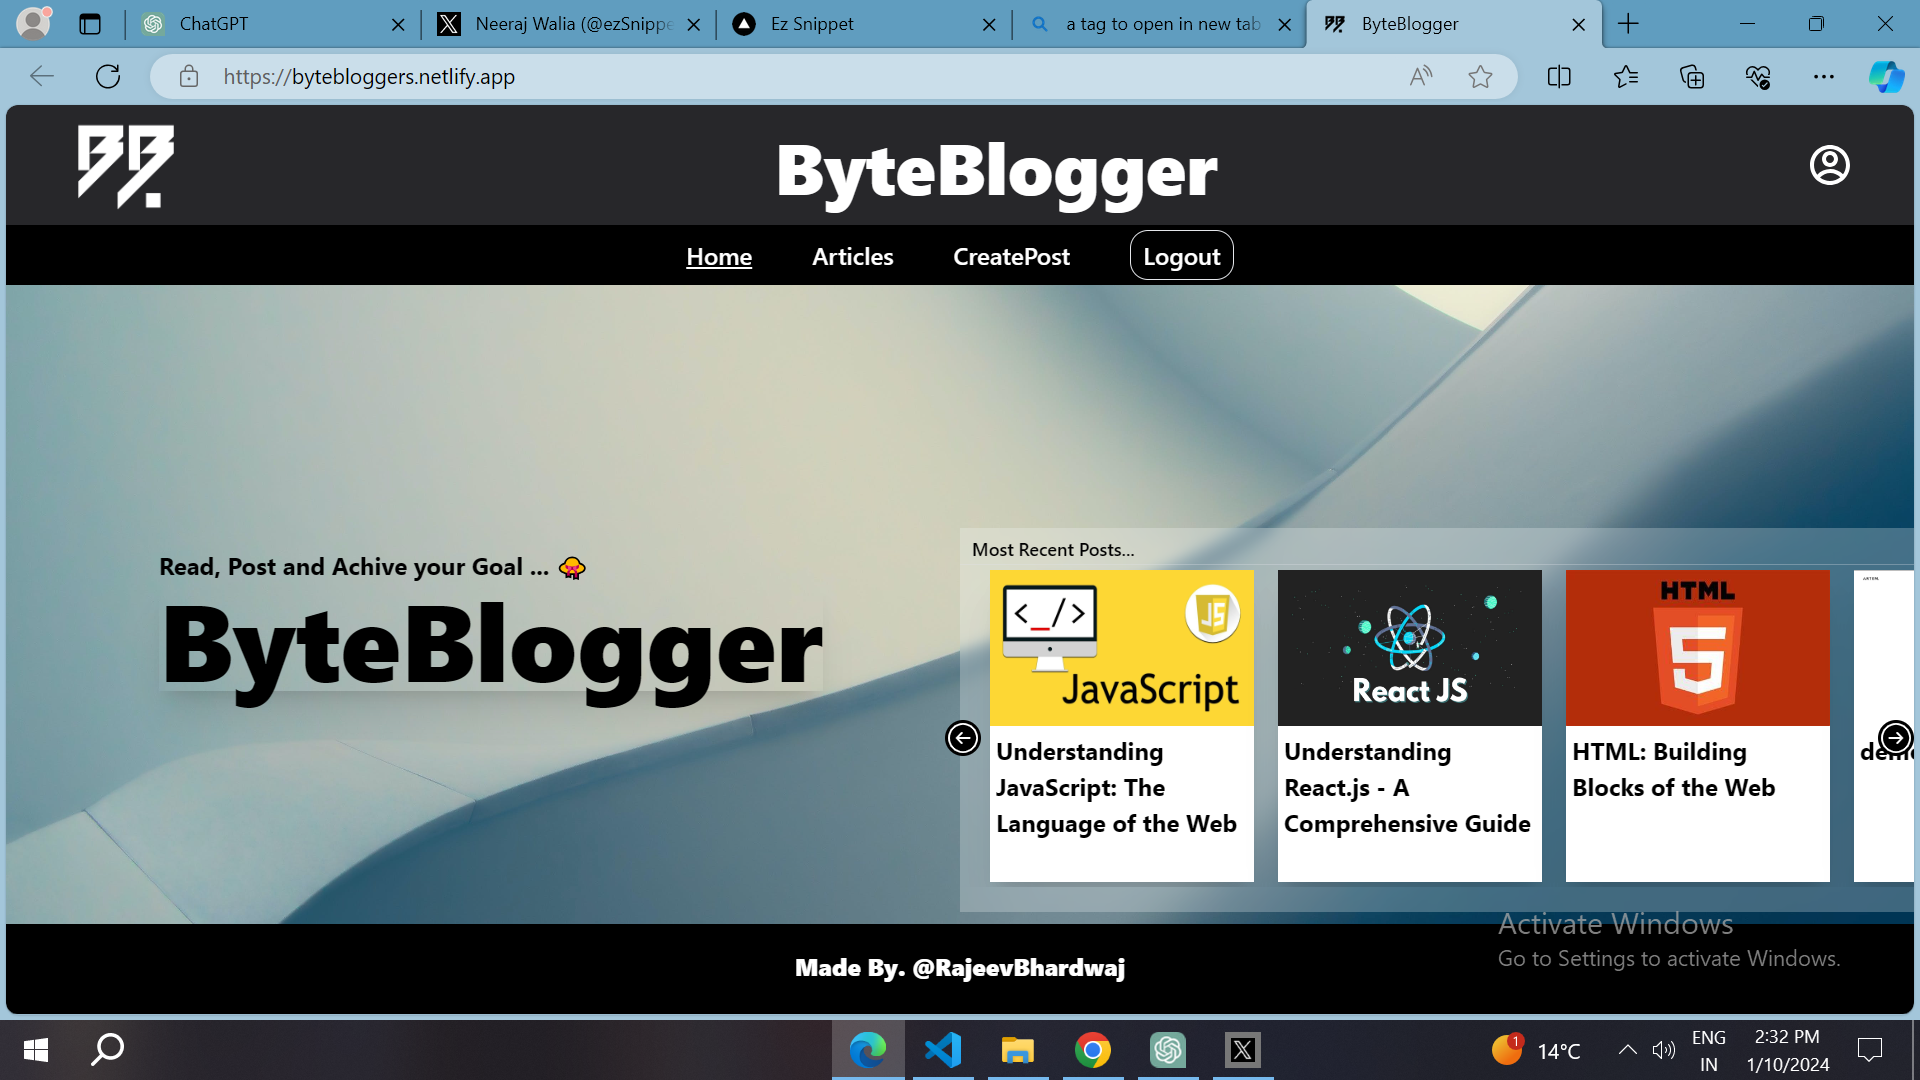 ChatGPT
Neeraj Walia (@ezSnippe
Ez Snippet
a tag to open in new tab
ByteBlogger
https://bytebloggers.netlify.app
ByteBlogger
Home
Articles
CreatePost
Logout
Read, Post and Achive your Goal ...
ByteBlogger
Most Recent Posts...
JavaScript
JS
Understanding
JavaScript: The
Language of the Web
React JS
Understanding
React.js - A
Comprehensive Guide
HTML
5
HTML: Building
Blocks of the Web
Activate Windows
Go to Settings to activate Windows.
Made By. @RajeevBhardwaj
1
14°C
ENG
IN
2:32 PM
1/10/2024